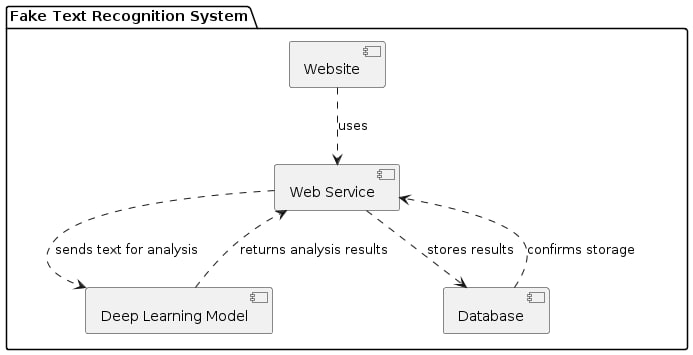 Fake Text Recognition System
Website
uses
Web Service
sends text for analysis
returns analysis results
stores results
confirms storage
Deep Learning Model
Database